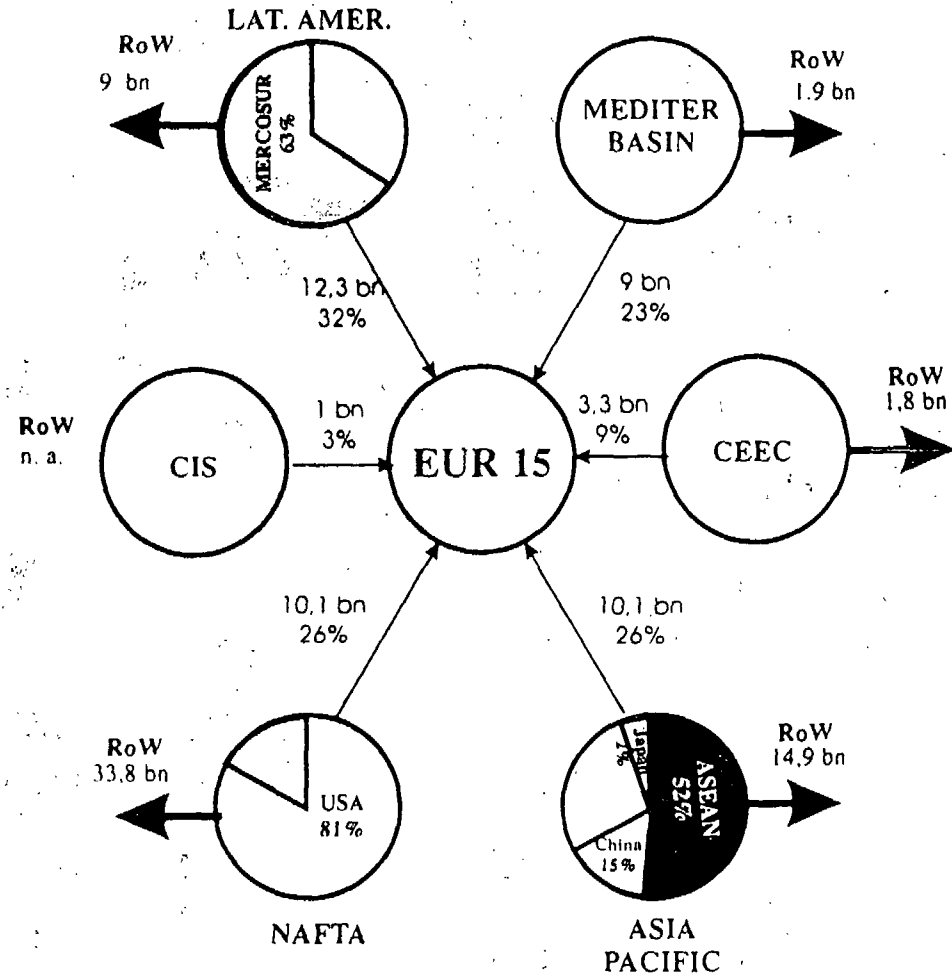 LAT. AMER.
RoW
9 bn
MERCOSUR
63%
MEDITER
BASIN
RoW
1.9 bn
12,3 bn
32%
9 bn
23%
RoW
n. a.
CIS
1 bn
3%
EUR 15
3,3 bn
9%
CEEC
RoW
1,8 bn
10,1 bn
26%
10,1 bn
26%
RoW
33,8 bn
USA
81%
NAFTA
Japan
2%
ASEAN
52%
China
15%
RoW
14,9 bn
ASIA
PACIFIC